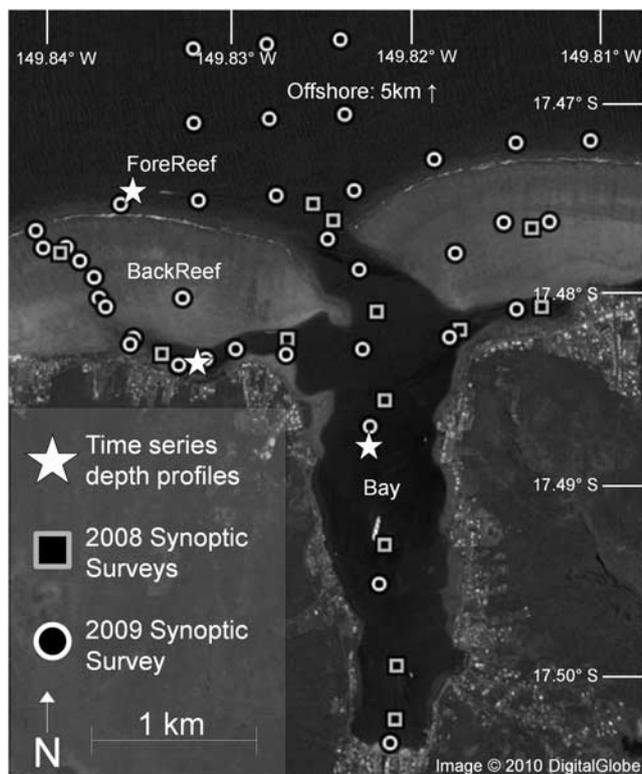 149.84° W
149.83° W
149.82° W
149.81° W
Offshore: 5km ↑
17.47° S
ForeReef
BackReef
17.48° S
Time series
depth profiles
Bay
17.49° S
2008 Synoptic
Surveys
2009 Synoptic
Survey
17.50° S
1 km
N
Image © 2010 DigitalGlobe